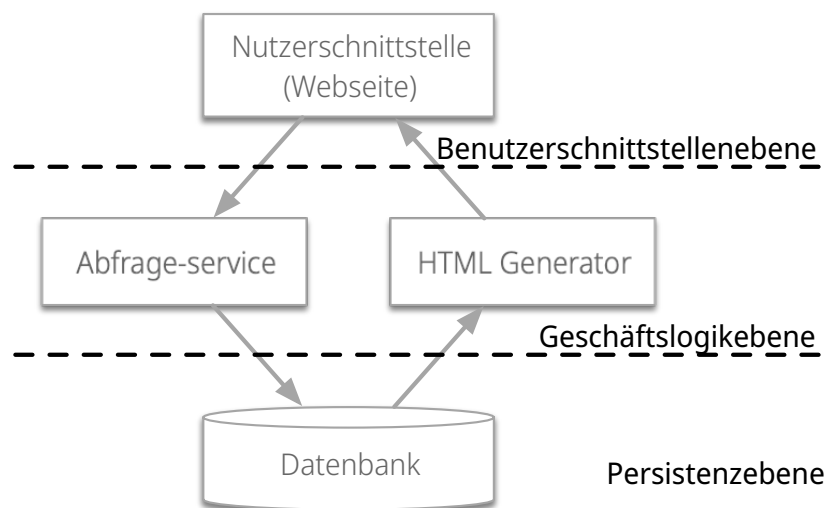 Nutzerschnittstelle
(Webseite)
Benutzerschnittstellenebene
Abfrage-service
HTML Generator
Geschäftslogikebene
Datenbank
Persistenzebene